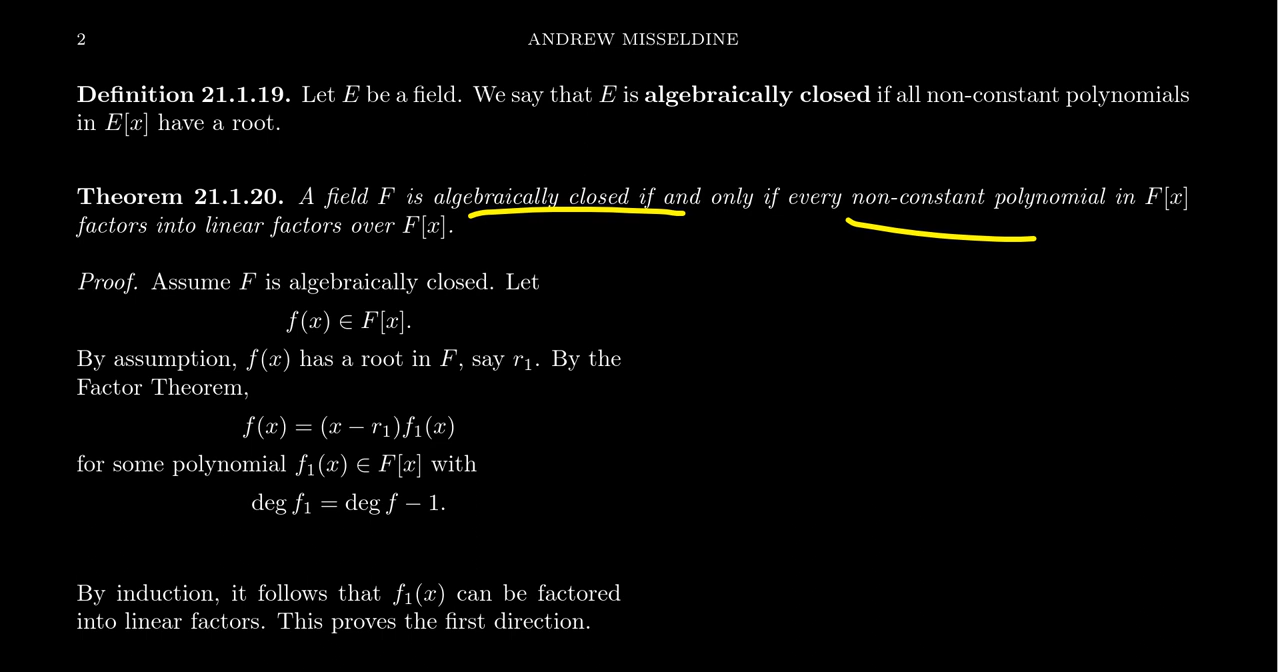 2
ANDREW MISSELDINE
Definition 21.1.19. Let E be a field. We say that E is algebraically closed if all non-constant polynomials
in E[x] have a root.
Theorem 21.1.20. A field F is algebraically closed if and only if every non-constant polynomial in F[x]
factors into linear factors over F[x].
Proof. Assume F is algebraically closed. Let
f(x) ∈ F[x].
By assumption, f(x) has a root in F, say r₁. By the
Factor Theorem,
f(x) = (x − r₁)f₁(x)
for some polynomial f₁(x) ∈ F[x] with
deg f₁ = deg f − 1.
By induction, it follows that f₁(x) can be factored
into linear factors. This proves the first direction.